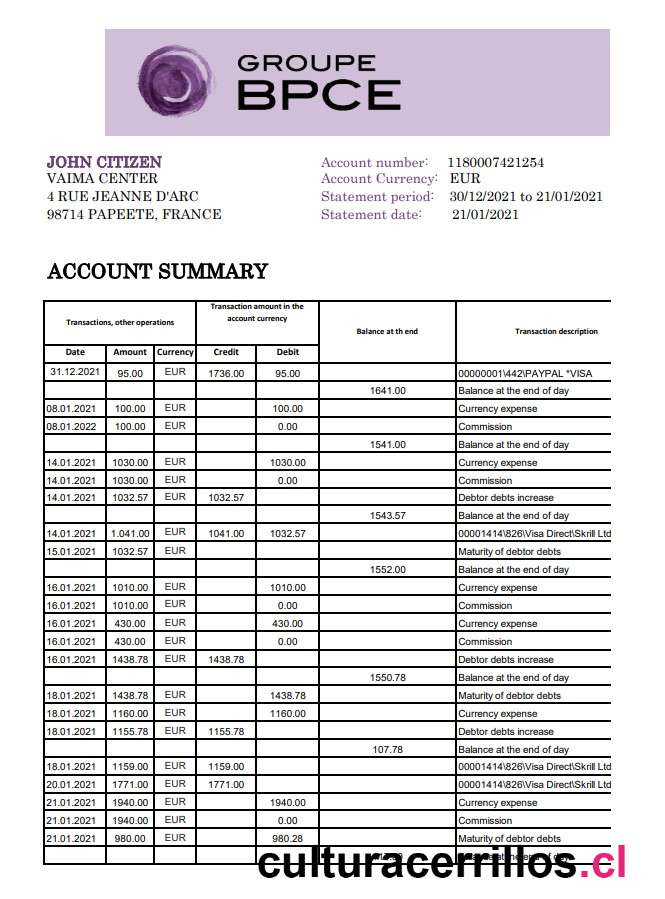 GROUPE
BPCE
JOHN CITIZEN
VAIMA CENTER
4 RUE JEANNE D'ARC
98714 PAPEETE, FRANCE
Account number: 1180007421254
Account Currency: EUR
Statement period: 30/12/2021 to 21/01/2021
Statement date: 21/01/2021
ACCOUNT SUMMARY
Transactions, other operations Transaction amount in the account currency Balance at th end Transaction description
Date Amount Currency Credit Debit
31.12.2021 95.00 EUR 1736.00 95.00 00000001\442\PAYPAL *VISA
1641.00 Balance at the end of day
08.01.2021 100.00 EUR 100.00 Currency expense
08.01.2022 100.00 EUR 0.00 Commission
1541.00 Balance at the end of day
14.01.2021 1030.00 EUR 1030.00 Currency expense
14.01.2021 1030.00 EUR 0.00 Commission
14.01.2021 1032.57 EUR 1032.57 Debtor debts increase
1543.57 Balance at the end of day
14.01.2021 1.041.00 EUR 1041.00 1032.57 00001414\826\Visa Direct\Skrill Ltd
15.01.2021 1032.57 EUR Maturity of debtor debts
1552.00 Balance at the end of day
16.01.2021 1010.00 EUR 1010.00 Currency expense
16.01.2021 1010.00 EUR 0.00 Commission
16.01.2021 430.00 EUR 430.00 Currency expense
16.01.2021 430.00 EUR 0.00 Commission
16.01.2021 1438.78 EUR 1438.78 Debtor debts increase
1550.78 Balance at the end of day
18.01.2021 1438.78 EUR 1438.78 Maturity of debtor debts
18.01.2021 1160.00 EUR 1160.00 Currency expense
18.01.2021 1155.78 EUR 1155.78 Debtor debts increase
107.78 Balance at the end of day
18.01.2021 1159.00 EUR 1159.00 00001414\826\Visa Direct\Skrill Ltd
20.01.2021 1771.00 EUR 1771.00 00001414\826\Visa Direct\Skrill Ltd
21.01.2021 1940.00 EUR 1940.00 Currency expense
21.01.2021 1940.00 EUR 0.00 Commission
21.01.2021 980.00 EUR 980.28 Maturity of debtor debts
Balance at the end of day
culturacerrillos.cl